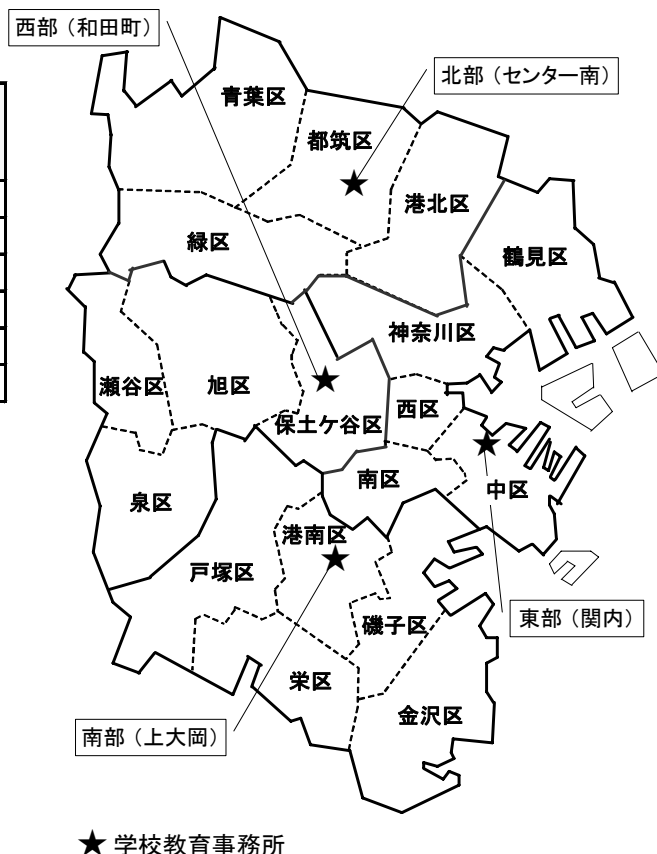 西部（和田町）
北部（センター南）
青葉区
都筑区
港北区
緑区
鶴見区
神奈川区
瀬谷区
旭区
西区
保土ケ谷区
南区
中区
泉区
港南区
戸塚区
東部（関内）
磯子区
栄区
金沢区
南部（上大岡）
★ 学校教育事務所